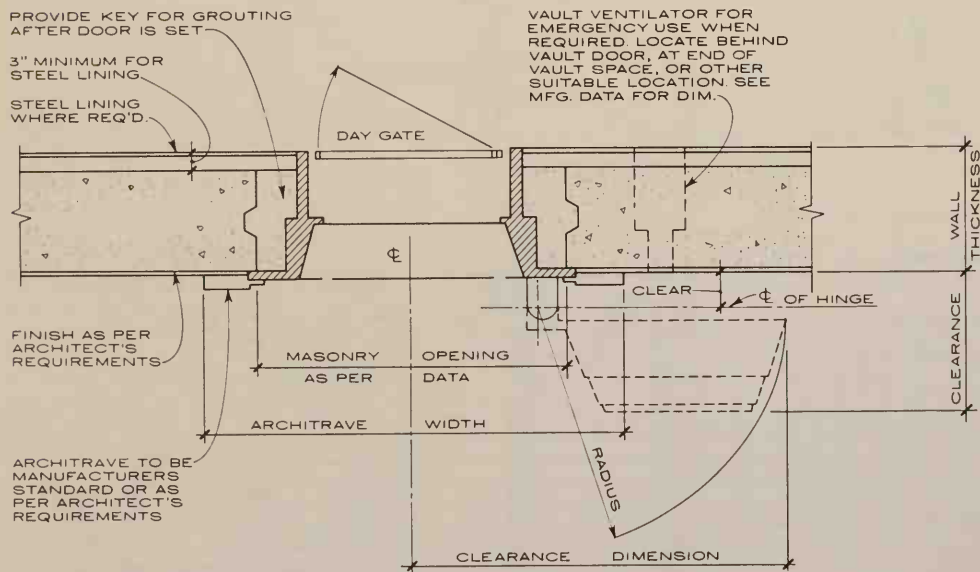 PROVIDE KEY FOR GROUTING
AFTER DOOR IS SET
3" MINIMUM FOR
STEEL LINING
STEEL LINING
WHERE REQ'D.
DAY GATE
VAULT VENTILATOR FOR
EMERGENCY USE WHEN
REQUIRED. LOCATE BEHIND
VAULT DOOR, AT END OF
VAULT SPACE, OR OTHER
SUITABLE LOCATION. SEE
MFG. DATA FOR DIM.
WALL
THICKNESS
℄
CLEAR
℄ OF HINGE
CLEARANCE
FINISH AS PER
ARCHITECT'S
REQUIREMENTS
MASONRY OPENING
AS PER DATA
ARCHITRAVE WIDTH
ARCHITRAVE TO BE
MANUFACTURERS
STANDARD OR AS
PER ARCHITECT'S
REQUIREMENTS
RADIUS
CLEARANCE DIMENSION